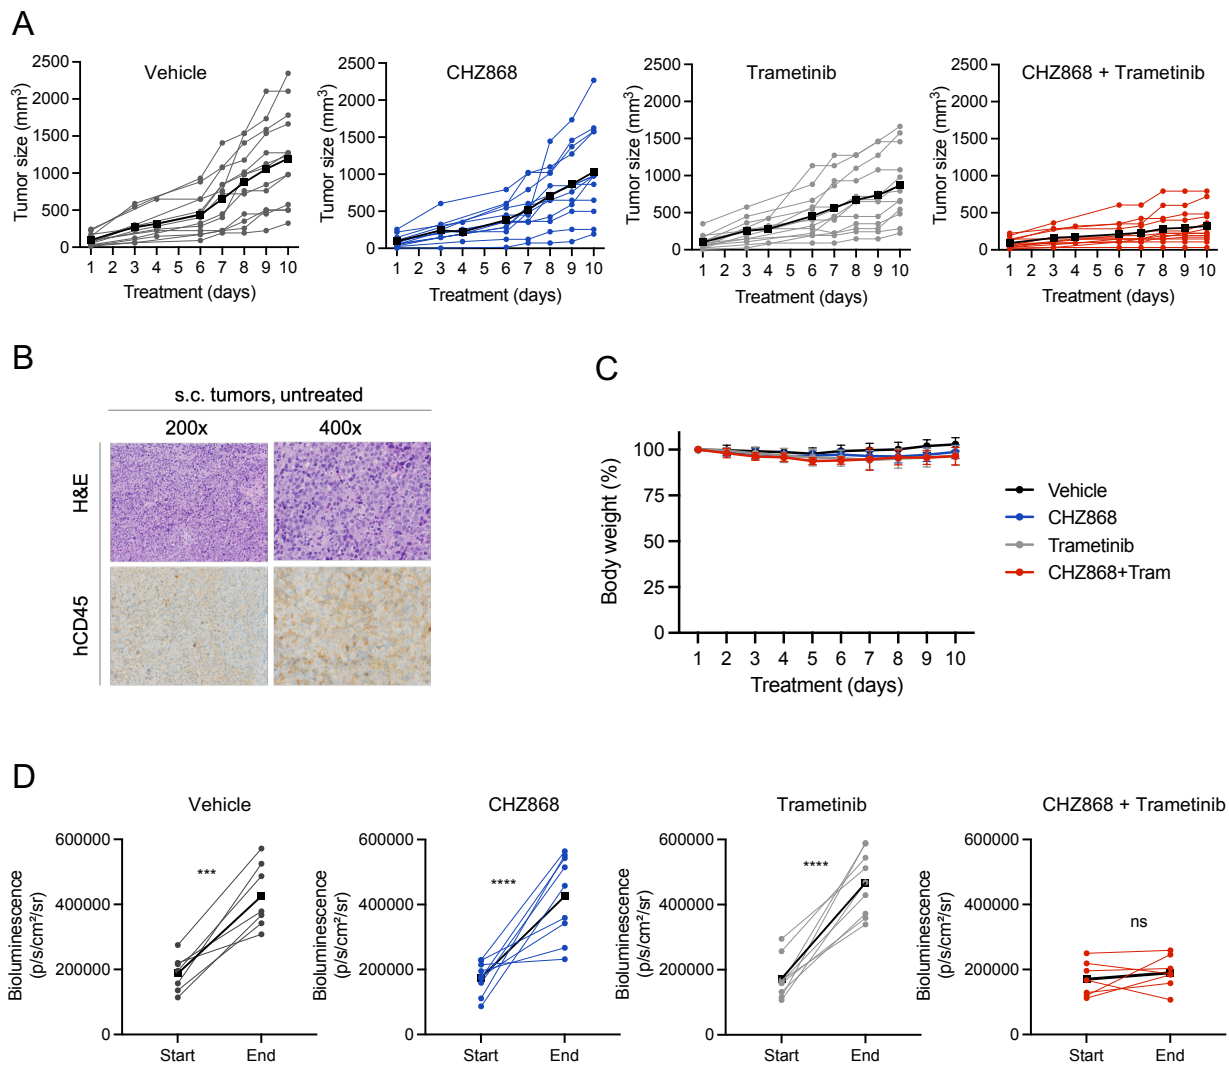 A
Vehicle
CHZ868
Trametinib
CHZ868 + Trametinib
Tumor size (mm³)
2500
2000
1500
1000
500
0
1 2 3 4 5 6 7 8 9 10
Treatment (days)
Tumor size (mm³)
2500
2000
1500
1000
500
0
1 2 3 4 5 6 7 8 9 10
Treatment (days)
Tumor size (mm³)
2500
2000
1500
1000
500
0
1 2 3 4 5 6 7 8 9 10
Treatment (days)
Tumor size (mm³)
2500
2000
1500
1000
500
0
1 2 3 4 5 6 7 8 9 10
Treatment (days)
B
s.c. tumors, untreated
200x 400x
H&E
hCD45
C
Body weight (%)
100
75
50
25
0
1 2 3 4 5 6 7 8 9 10
Treatment (days)
Vehicle
CHZ868
Trametinib
CHZ868+Tram
D
Vehicle
Bioluminescence
(p/s/cm²/sr)
600000
400000
200000
0
***
Start End
CHZ868
Bioluminescence
(p/s/cm²/sr)
600000
400000
200000
0
****
Start End
Trametinib
Bioluminescence
(p/s/cm²/sr)
600000
400000
200000
0
****
Start End
CHZ868 + Trametinib
Bioluminescence
(p/s/cm²/sr)
600000
400000
200000
0
ns
Start End